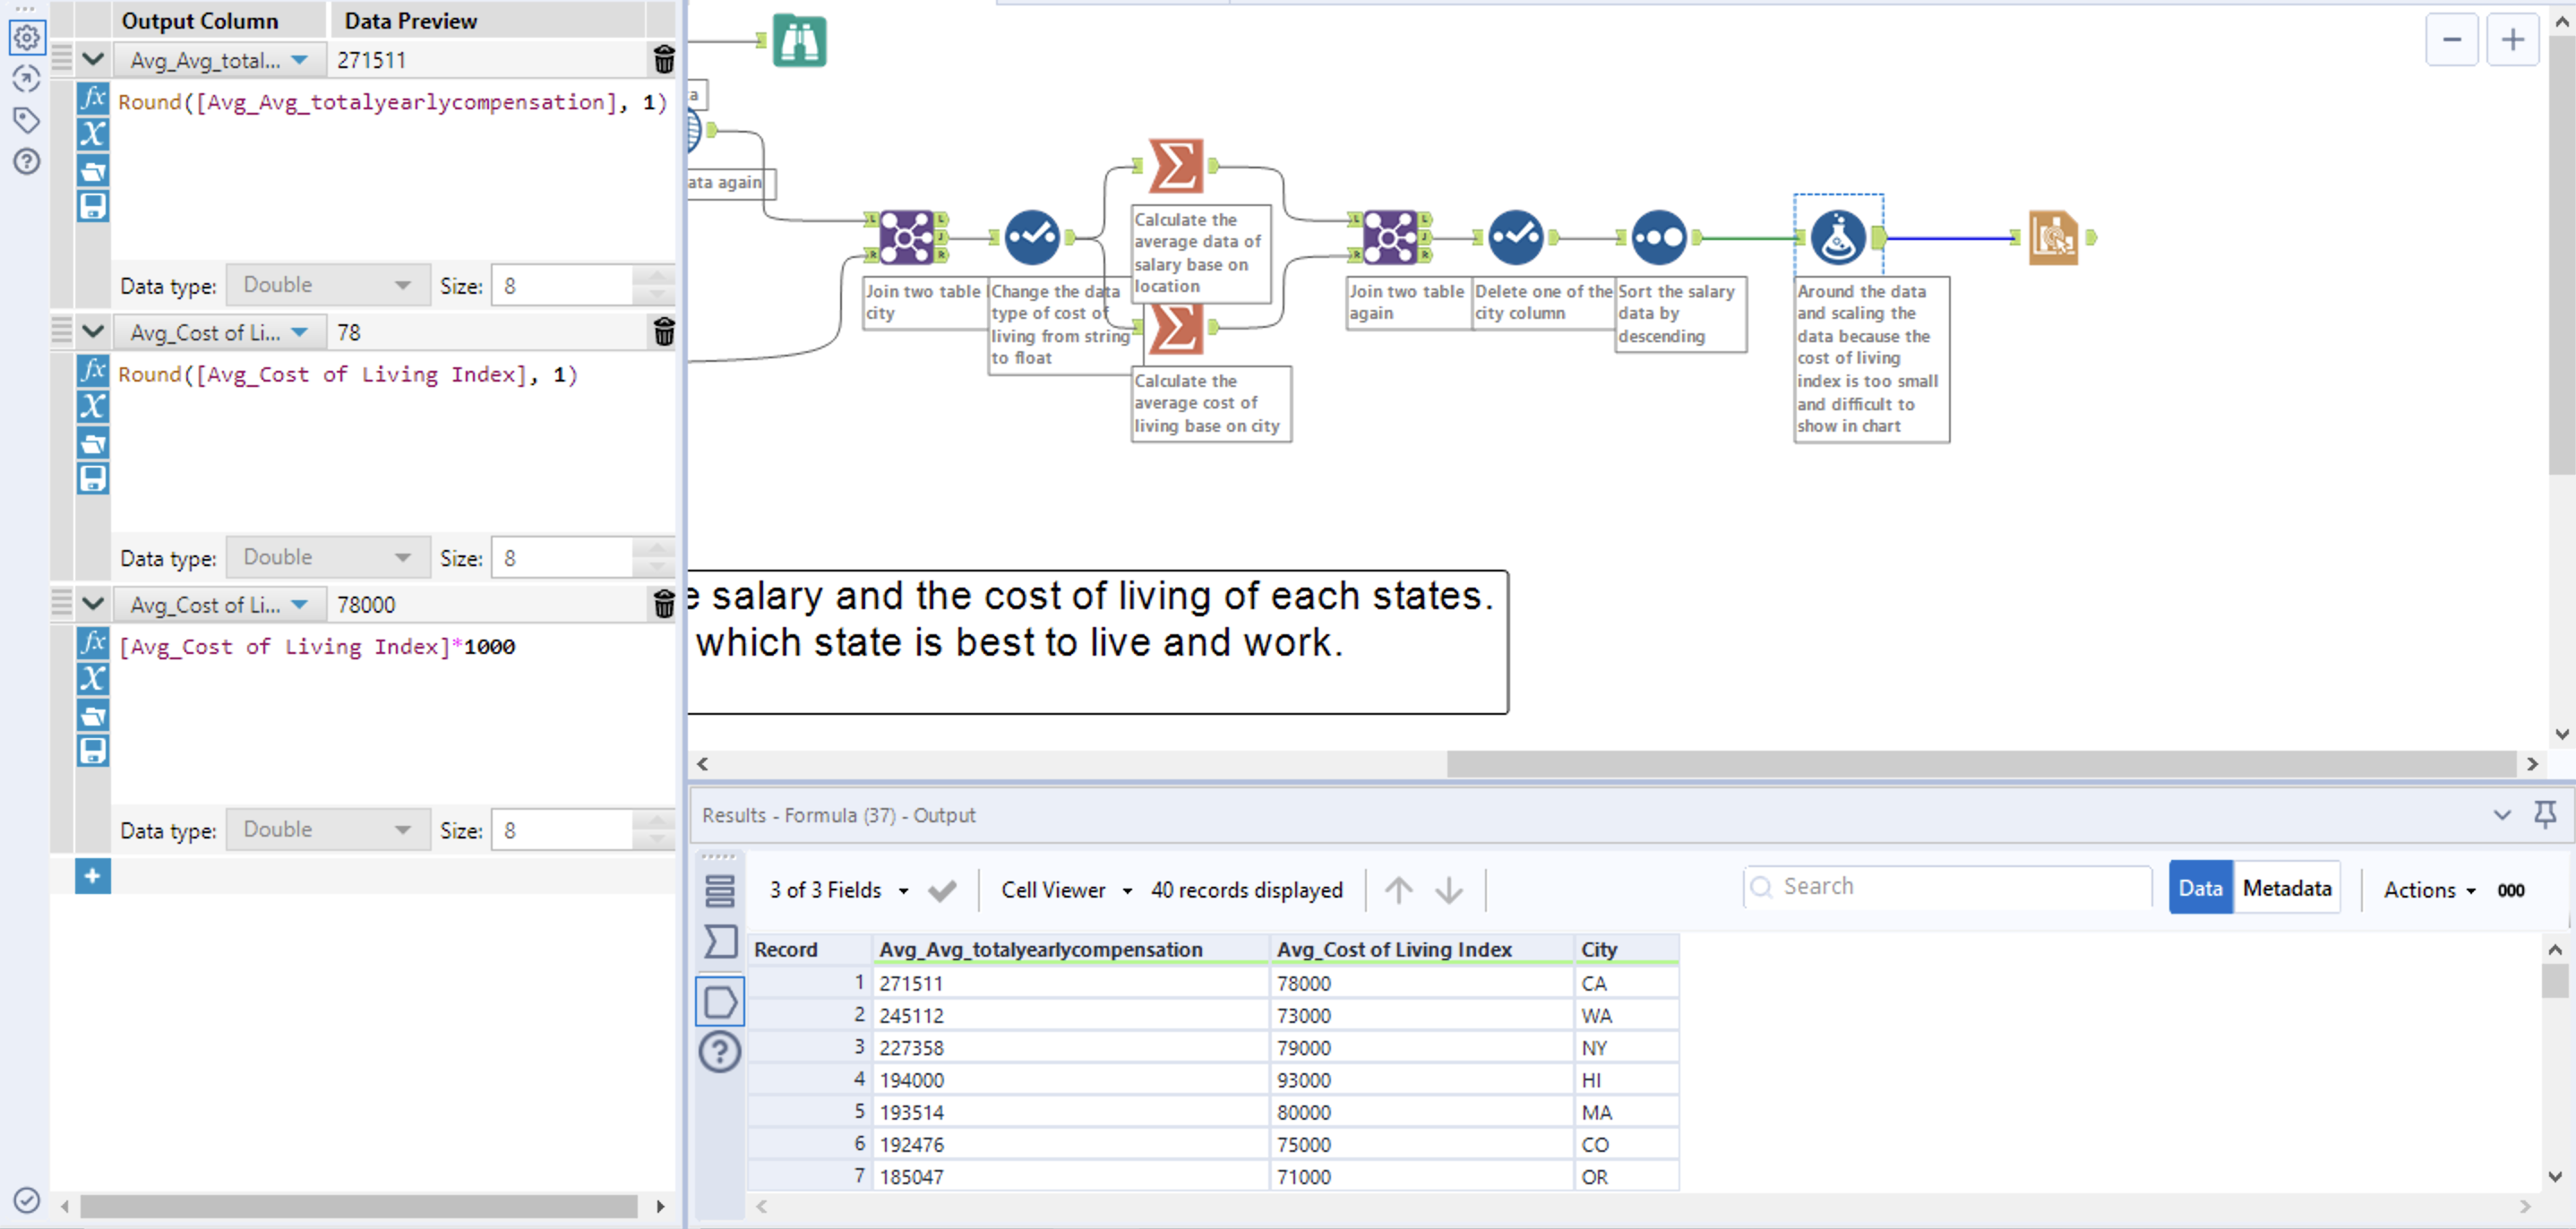 Output Column Data Preview
Avg_Avg_total... 271511
Round([Avg_Avg_totalyearlycompensation], 1)
Data type: Double Size: 8
Avg_Cost of Li... 78
Round([Avg_Cost of Living Index], 1)
Data type: Double Size: 8
Avg_Cost of Li... 78000
[Avg_Cost of Living Index]*1000
Data type: Double Size: 8
a
ata again
Join two table
city
Change the data
type of cost of
living from string
to float
Calculate the
average data of
salary base on
location
Calculate the
average cost of
living base on city
Join two table
again
Delete one of the
city column
Sort the salary
data by
descending
Around the data
and scaling the
data because the
cost of living
index is too small
and difficult to
show in chart
e salary and the cost of living of each states.
which state is best to live and work.
Results - Formula (37) - Output
3 of 3 Fields Cell Viewer 40 records displayed Search Data Metadata Actions 000
Record Avg_Avg_totalyearlycompensation Avg_Cost of Living Index City
1 271511 78000 CA
2 245112 73000 WA
3 227358 79000 NY
4 194000 93000 HI
5 193514 80000 MA
6 192476 75000 CO
7 185047 71000 OR